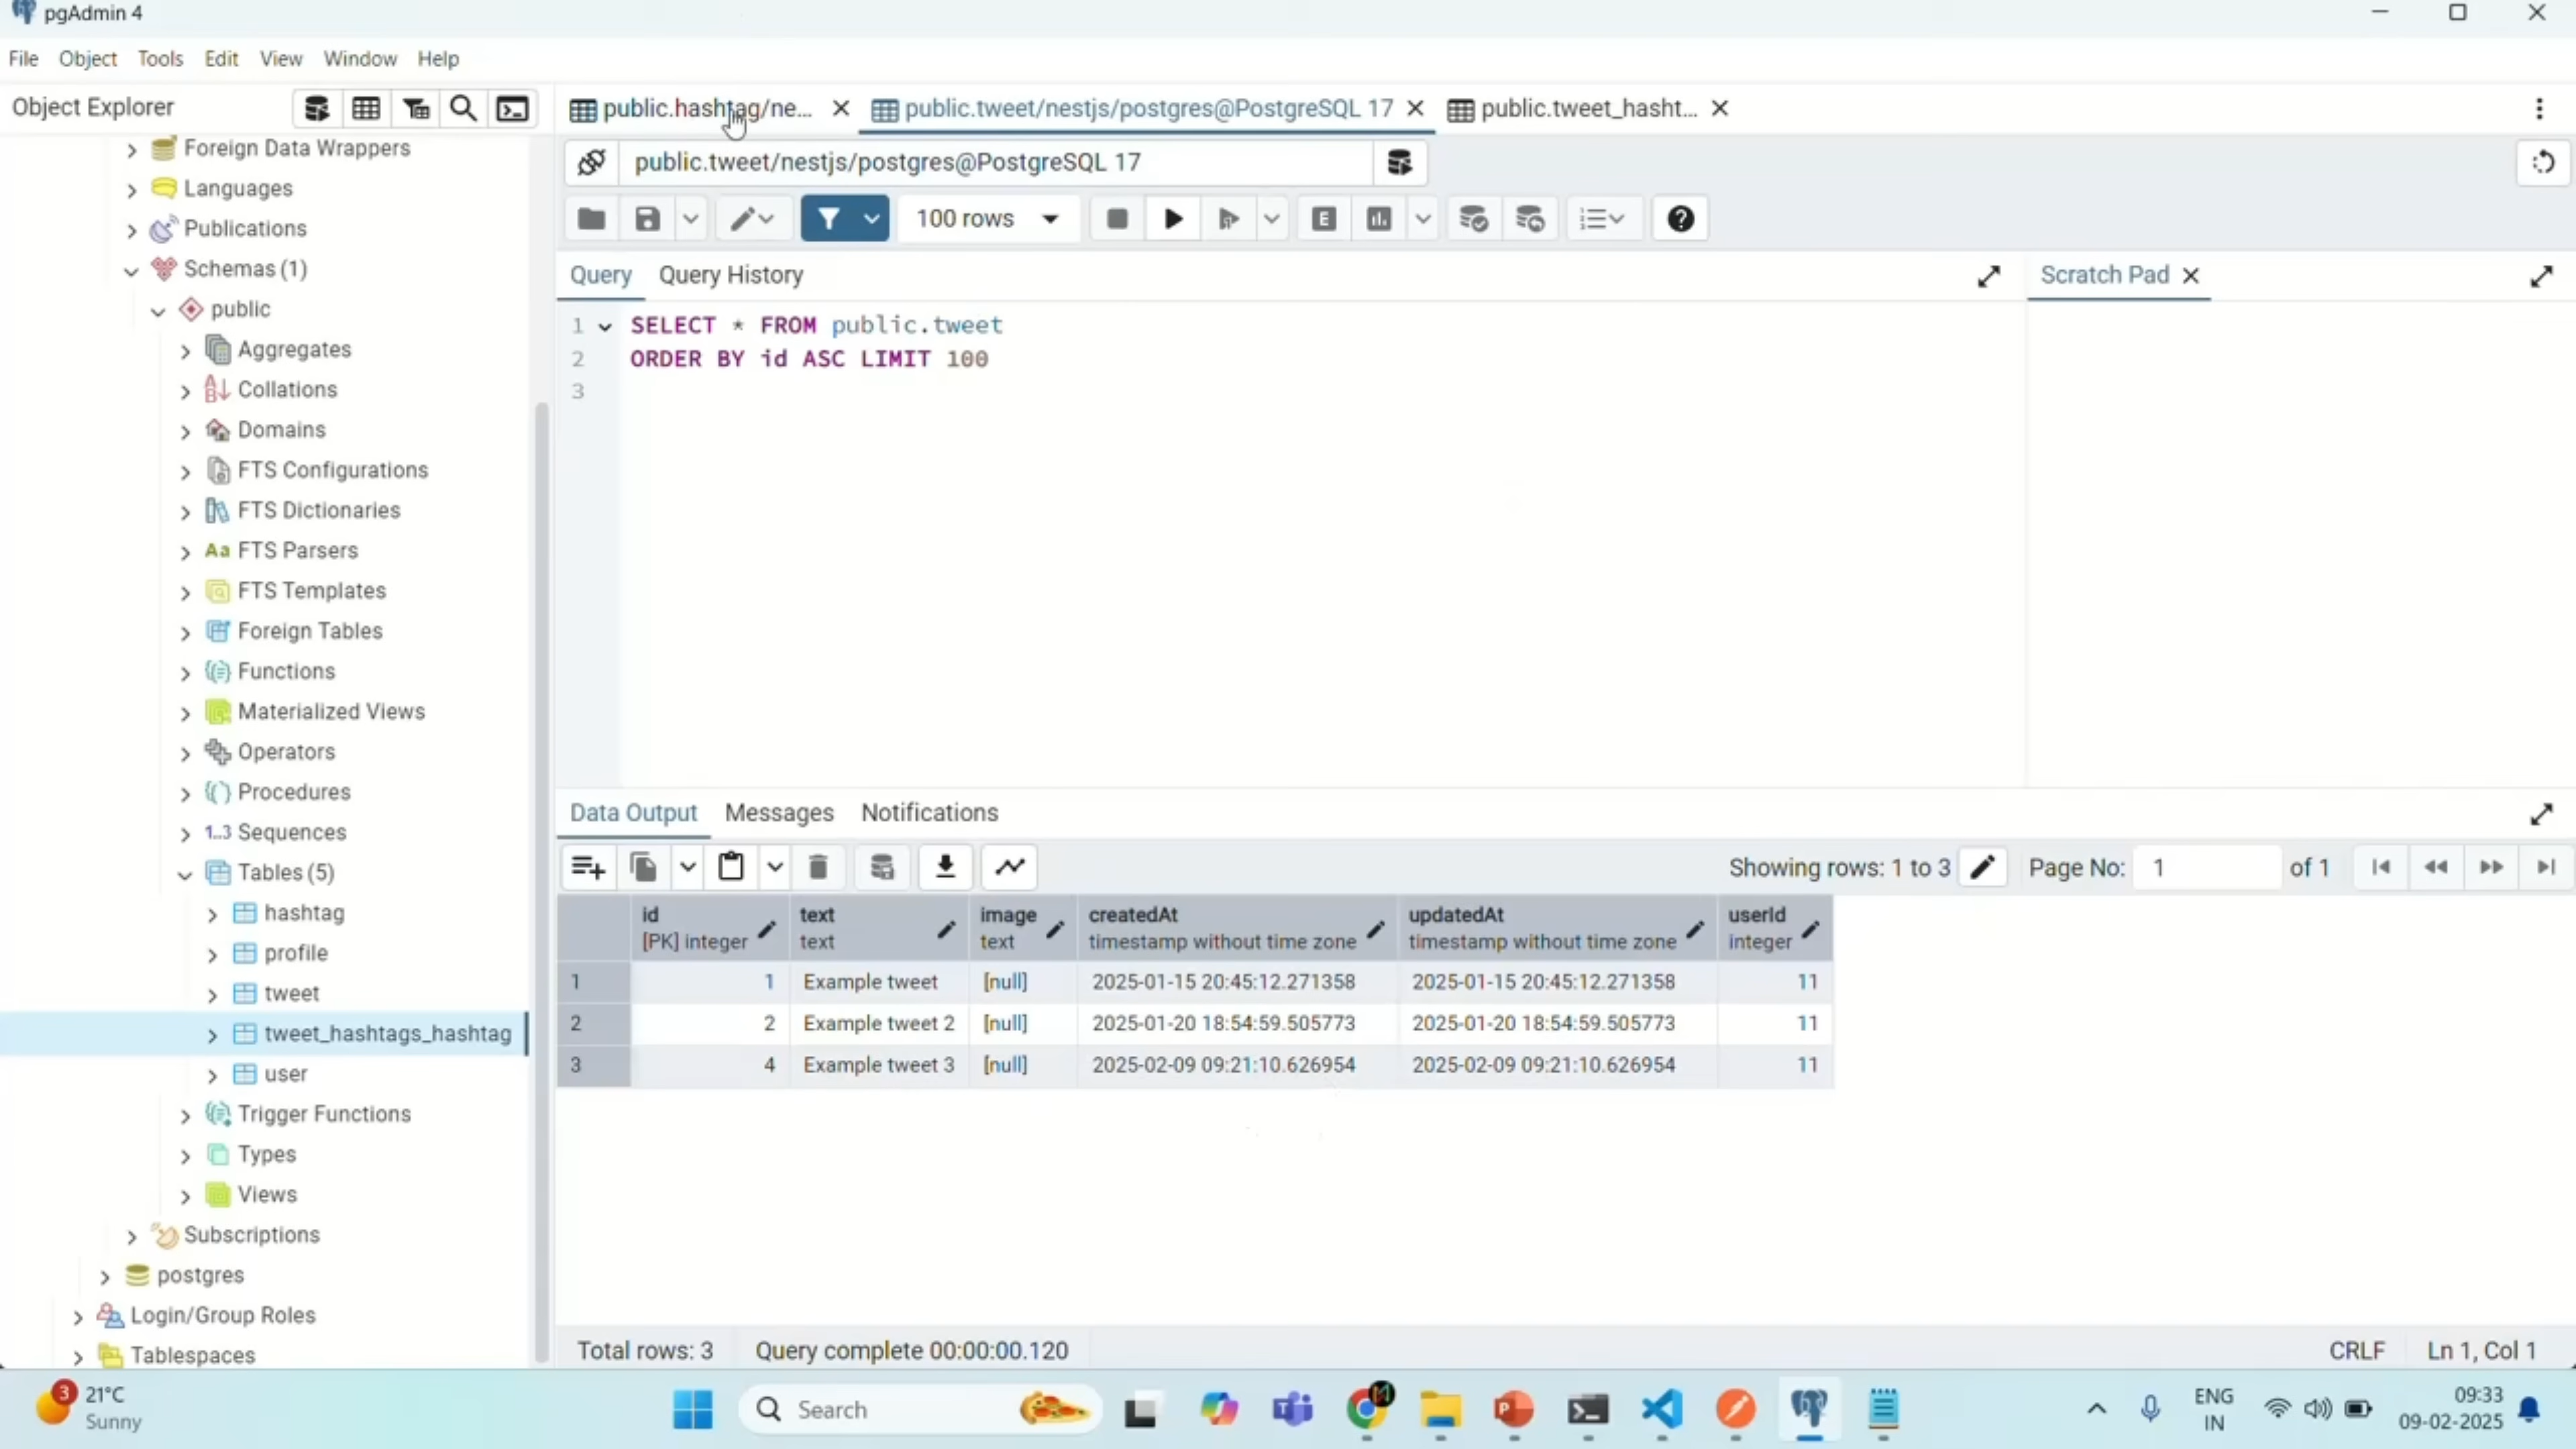 pgAdmin 4
File Object Tools Edit View Window Help
Object Explorer
public.hashtag/ne... public.tweet/nestjs/postgres@PostgreSQL 17 public.tweet_hasht...
public.tweet/nestjs/postgres@PostgreSQL 17
100 rows
Query Query History
Scratch Pad
1 SELECT * FROM public.tweet
2 ORDER BY id ASC LIMIT 100
3
Foreign Data Wrappers
Languages
Publications
Schemas (1)
public
Aggregates
Collations
Domains
FTS Configurations
FTS Dictionaries
Aa FTS Parsers
FTS Templates
Foreign Tables
Functions
Materialized Views
Operators
Procedures
1..3 Sequences
Tables (5)
hashtag
profile
tweet
tweet_hashtags_hashtag
user
Trigger Functions
Types
Views
Subscriptions
postgres
Login/Group Roles
Tablespaces
Data Output Messages Notifications
Showing rows: 1 to 3 Page No: 1 of 1
id text image createdAt updatedAt userId
[PK] integer text text timestamp without time zone timestamp without time zone integer
1 1 Example tweet [null] 2025-01-15 20:45:12.271358 2025-01-15 20:45:12.271358 11
2 2 Example tweet 2 [null] 2025-01-20 18:54:59.505773 2025-01-20 18:54:59.505773 11
3 4 Example tweet 3 [null] 2025-02-09 09:21:10.626954 2025-02-09 09:21:10.626954 11
Total rows: 3 Query complete 00:00:00.120 CRLF Ln 1, Col 1
3 21°C
Sunny
Search
ENG
IN
09:33
09-02-2025